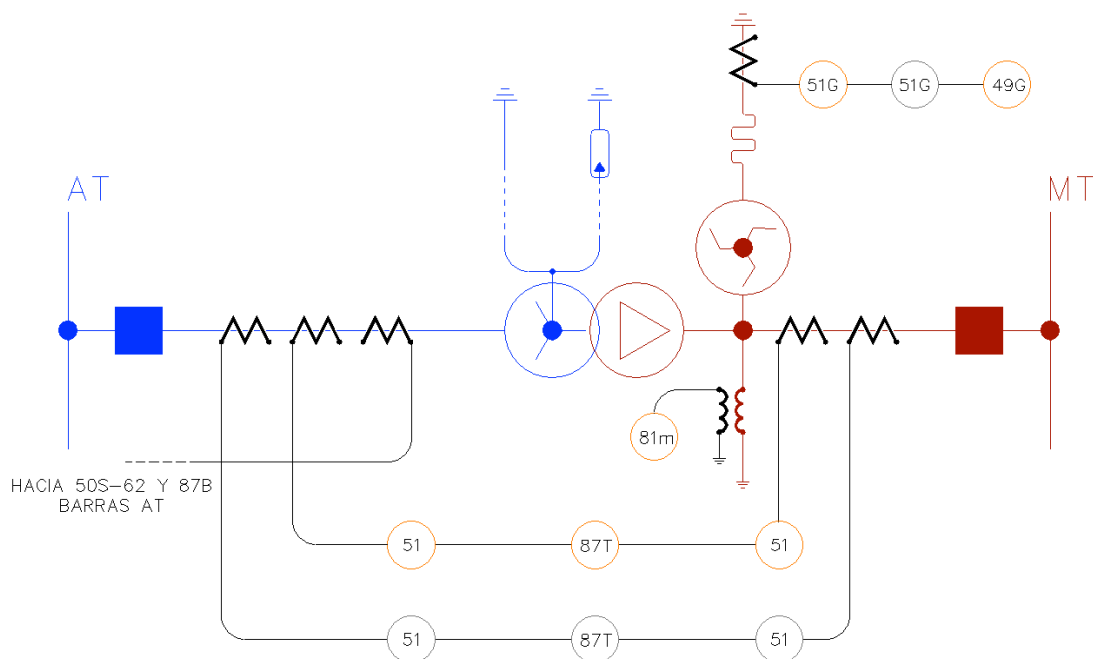 51G 51G 49G
AT
MT
81m
HACIA 50S-62 Y 87B
BARRAS AT
51 87T 51
51 87T 51